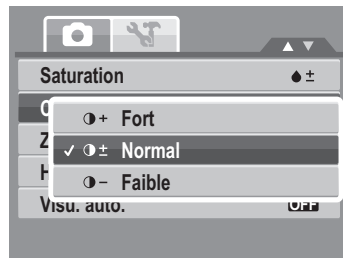 Saturation
Fort
Normal
Faible
Visu. auto.
OFF